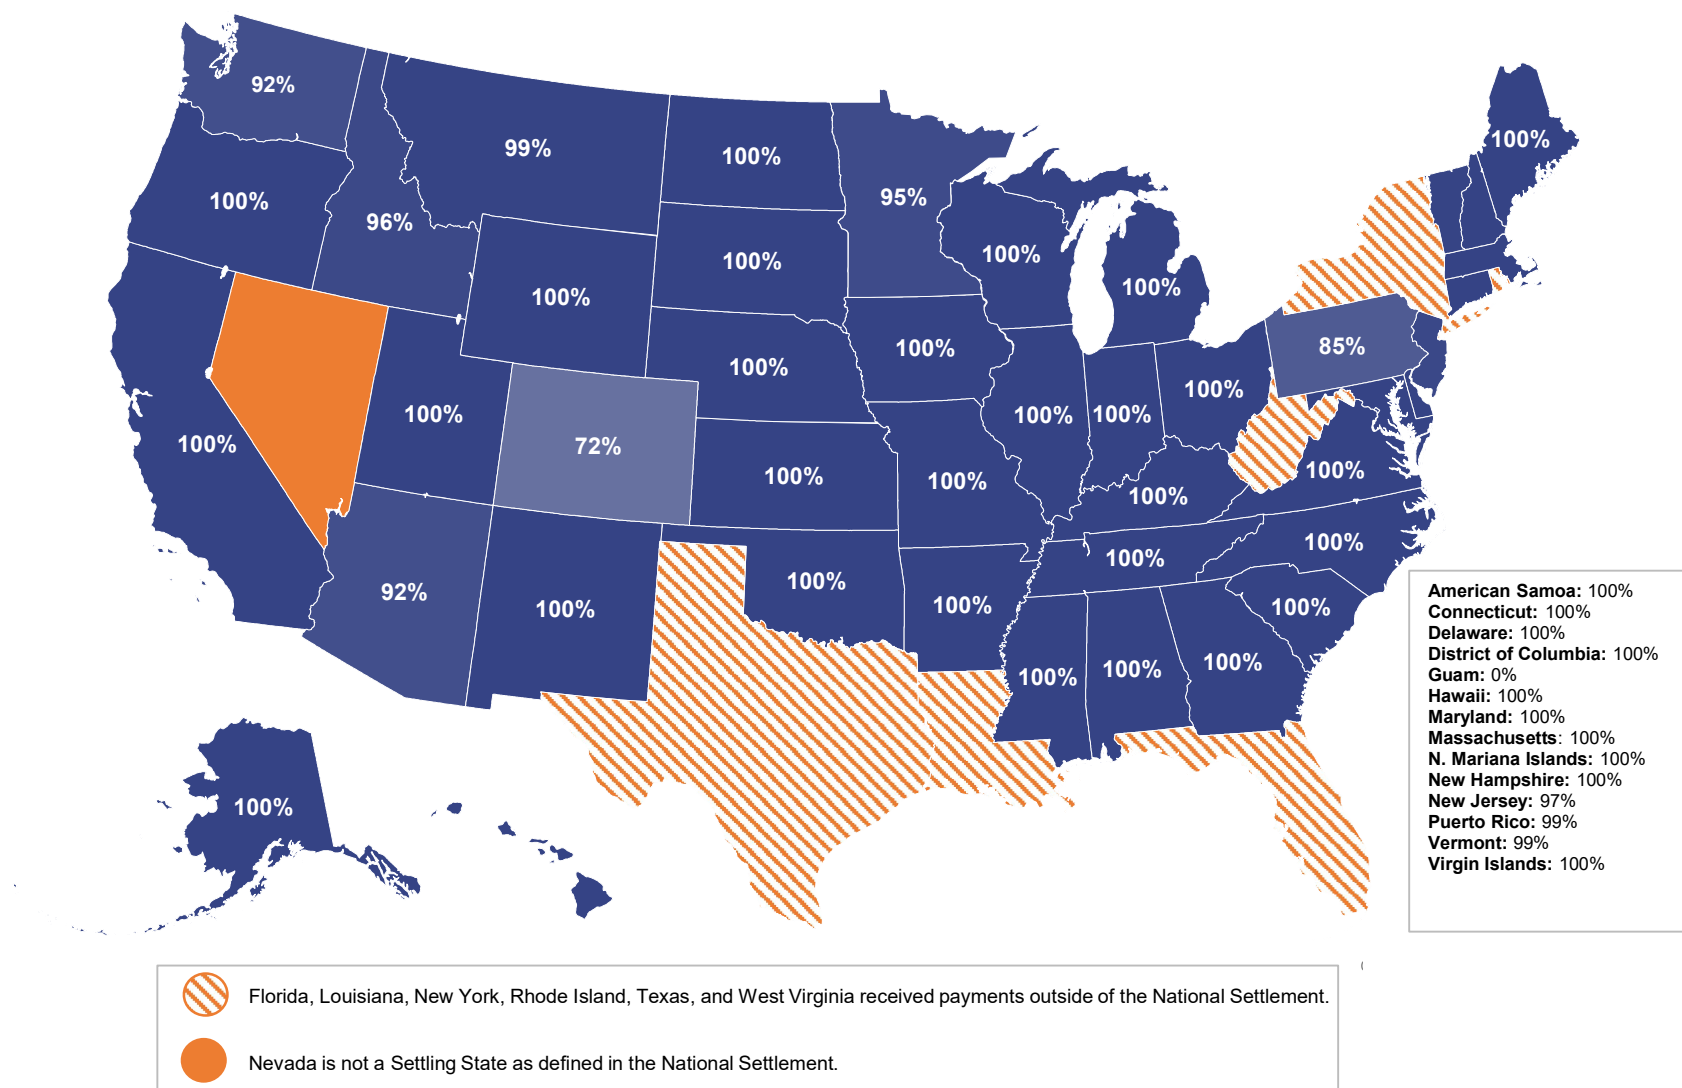 92%
99%
100%
95%
100%
100%
96%
100%
100%
100%
100%
100%
100%
85%
100%
100%
100%
100%
100%
100%
72%
100%
100%
100%
100%
100%
100%
100%
100%
92%
100%
100%
100%
100%
100%
100%
100%
American Samoa: 100%
Connecticut: 100%
Delaware: 100%
District of Columbia: 100%
Guam: 0%
Hawaii: 100%
Maryland: 100%
Massachusetts: 100%
N. Mariana Islands: 100%
New Hampshire: 100%
New Jersey: 97%
Puerto Rico: 99%
Vermont: 99%
Virgin Islands: 100%
100%
Florida, Louisiana, New York, Rhode Island, Texas, and West Virginia received payments outside of the National Settlement.
Nevada is not a Settling State as defined in the National Settlement.